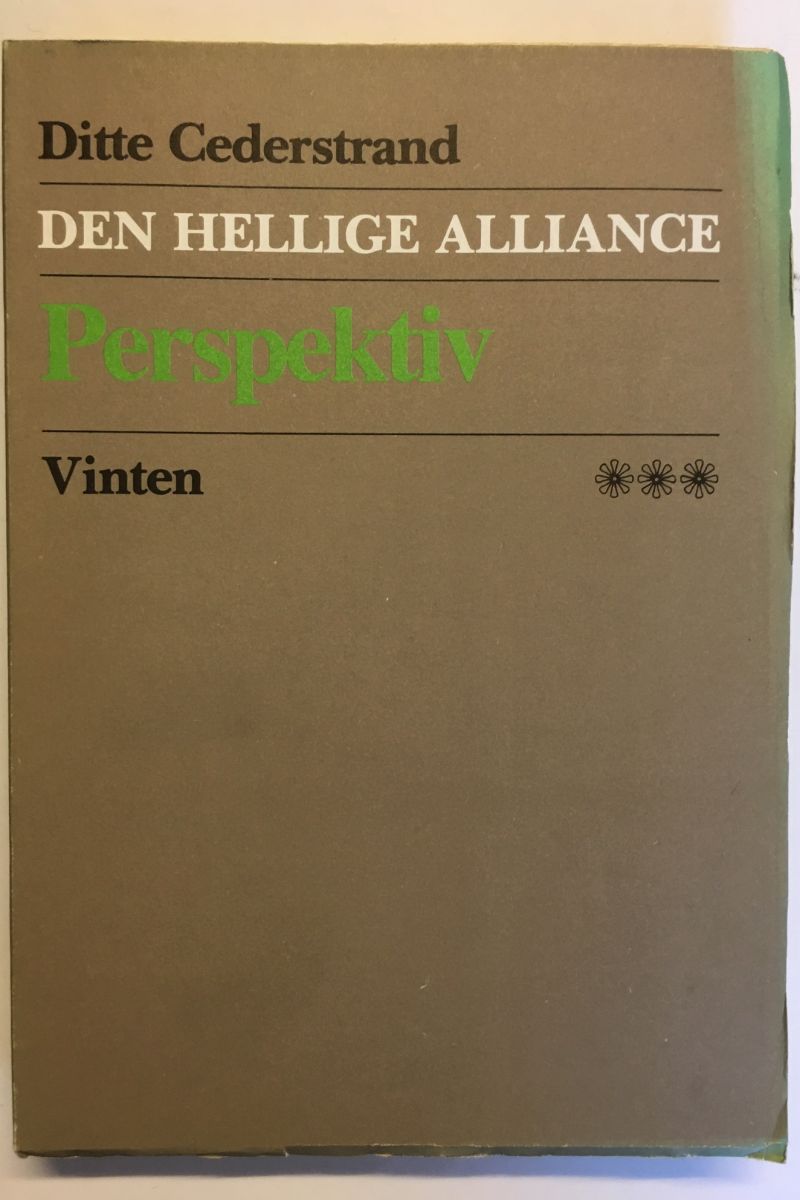 Ditte Cederstrand
DEN HELLIGE ALLIANCE
Perspektiv
Vinten